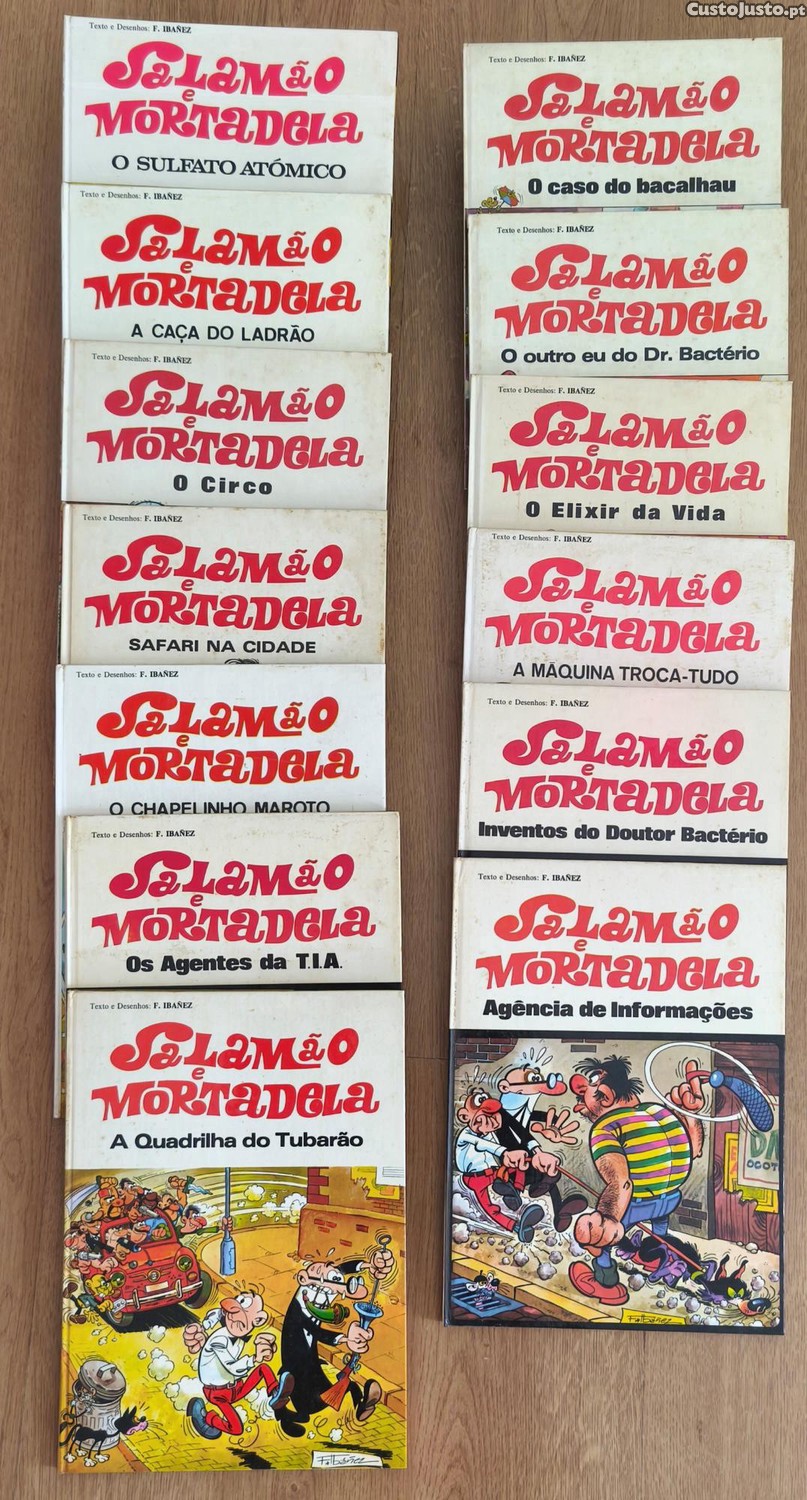 CustoJusto.pt
Texto e Desenhos: F. IBAÑEZ
SALAMÃO
e
MORTADELA
O SULFATO ATÓMICO
Texto e Desenhos: F. IBAÑEZ
SALAMÃO
e
MORTADELA
A CAÇA DO LADRÃO
Texto e Desenhos: F. IBAÑEZ
SALAMÃO
e
MORTADELA
O Circo
Texto e Desenhos: F. IBAÑEZ
SALAMÃO
e
MORTADELA
SAFARI NA CIDADE
Texto e Desenhos: F. IBAÑEZ
SALAMÃO
e
MORTADELA
O CHAPELINHO MAROTO
Texto e Desenhos: F. IBAÑEZ
SALAMÃO
e
MORTADELA
Os Agentes da T.I.A.
Texto e Desenhos: F. IBAÑEZ
SALAMÃO
e
MORTADELA
A Quadrilha do Tubarão
F. Ibáñez
Texto e Desenhos: F. IBAÑEZ
SALAMÃO
e
MORTADELA
O caso do bacalhau
Texto e Desenhos: F. IBAÑEZ
SALAMÃO
e
MORTADELA
O outro eu do Dr. Bactério
Texto e Desenhos: F. IBAÑEZ
SALAMÃO
e
MORTADELA
O Elixir da Vida
Texto e Desenhos: F. IBAÑEZ
SALAMÃO
e
MORTADELA
A MÁQUINA TROCA-TUDO
Texto e Desenhos: F. IBAÑEZ
SALAMÃO
e
MORTADELA
Inventos do Doutor Bactério
Texto e Desenhos: F. IBAÑEZ
SALAMÃO
e
MORTADELA
Agência de Informações
F. Ibáñez